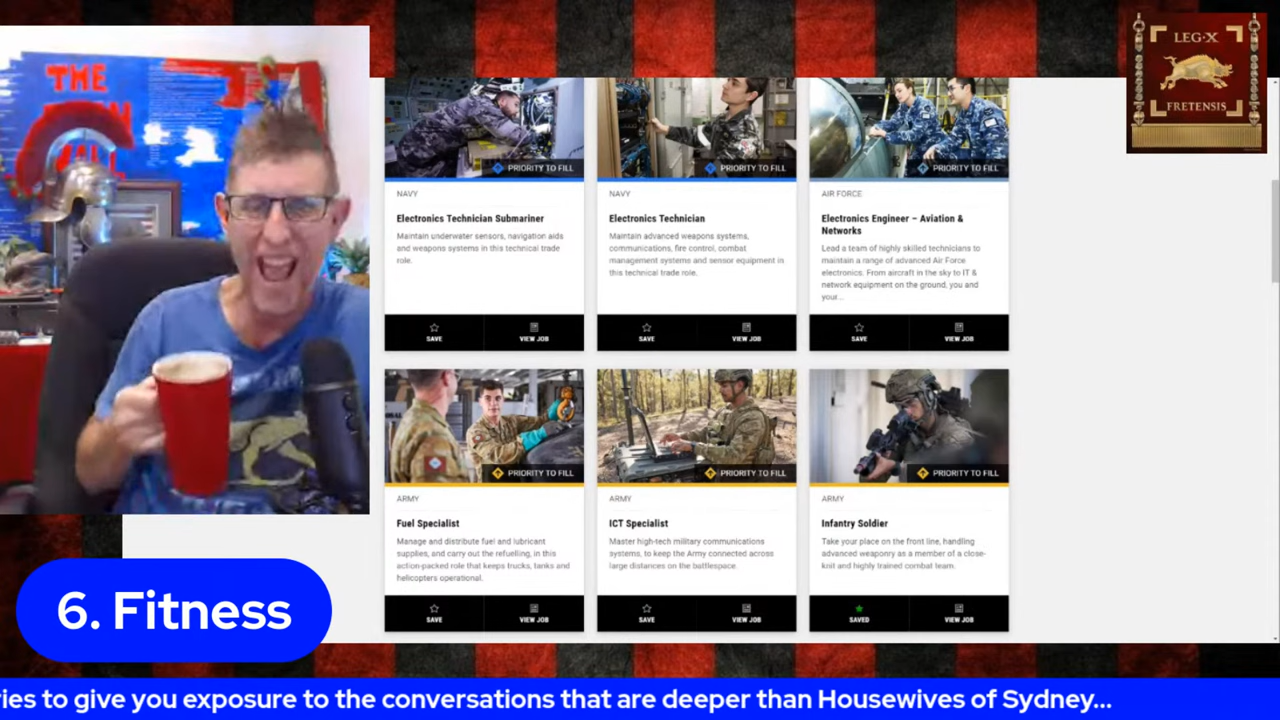 THE
LEG·X
FRETENSIS
PRIORITY TO FILL
PRIORITY TO FILL
PRIORITY TO FILL
NAVY
Electronics Technician Submariner
Maintain underwater sensors, navigation aids
and weapons systems in this technical trade
role.
SAVE
VIEW JOB
NAVY
Electronics Technician
Maintain advanced weapons systems,
communications, fire control, combat
management systems and sensor equipment in
this technical trade role.
SAVE
VIEW JOB
AIR FORCE
Electronics Engineer – Aviation &
Networks
Lead a team of highly skilled technicians to
maintain a range of advanced Air Force
electronics. From aircraft in the sky to IT &
network equipment on the ground, you and
your...
SAVE
VIEW JOB
PRIORITY TO FILL
PRIORITY TO FILL
PRIORITY TO FILL
ARMY
Fuel Specialist
Manage and distribute fuel and lubricant
supplies, and carry out the refuelling, in this
action-packed role that keeps trucks, tanks and
helicopters operational.
SAVE
VIEW JOB
ARMY
ICT Specialist
Master high-tech military communications
systems, to keep the Army connected across
large distances on the battlespace.
SAVE
VIEW JOB
ARMY
Infantry Soldier
Take your place on the front line, handling
advanced weaponry as a member of a close-
knit and highly trained combat team.
SAVED
VIEW JOB
6. Fitness
ries to give you exposure to the conversations that are deeper than Housewives of Sydney...